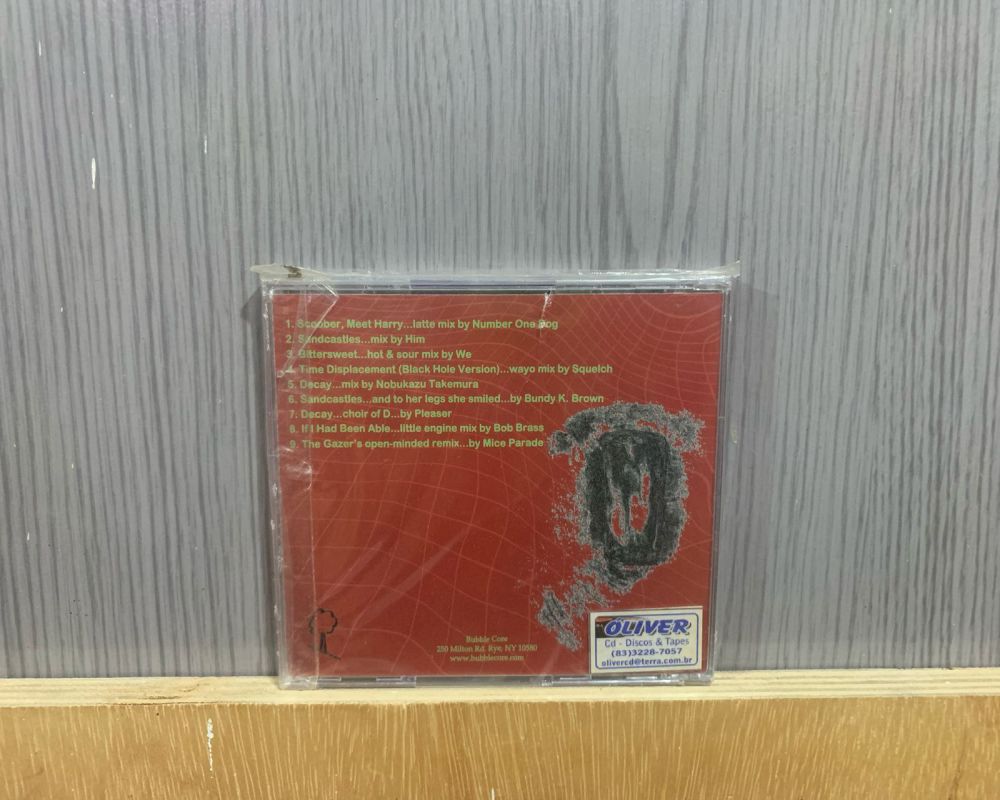 1. Scoober, Meet Harry...latte mix by Number One Dog
2. Sandcastles...mix by Him
3. Bittersweet...hot & sour mix by We
4. Time Displacement (Black Hole Version)...wayo mix by Squelch
5. Decay...mix by Nobukazu Takemura
6. Sandcastles...and to her legs she smiled...by Bundy K. Brown
7. Decay...choir of D...by Pleaser
8. If I Had Been Able...little engine mix by Bob Brass
9. The Gazer's open-minded remix...by Mice Parade
Bubble Core
250 Milton Rd. Rye, NY 10580
www.bubblecore.com
ÓLIVER
Cd - Discos & Tapes
(83)3228-7057
olivercd@terra.com.br